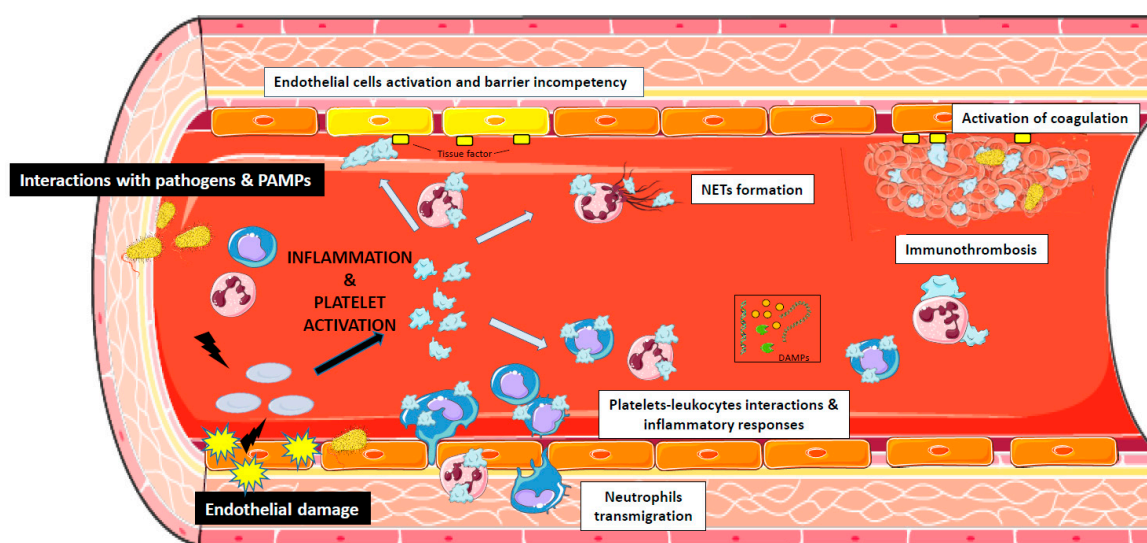 Endothelial cells activation and barrier incompetency
Activation of coagulation
Tissue factor
Interactions with pathogens & PAMPs
NETs formation
INFLAMMATION
&
PLATELET
ACTIVATION
Immunothrombosis
DAMPs
Platelets-leukocytes interactions &
inflammatory responses
Endothelial damage
Neutrophils
transmigration